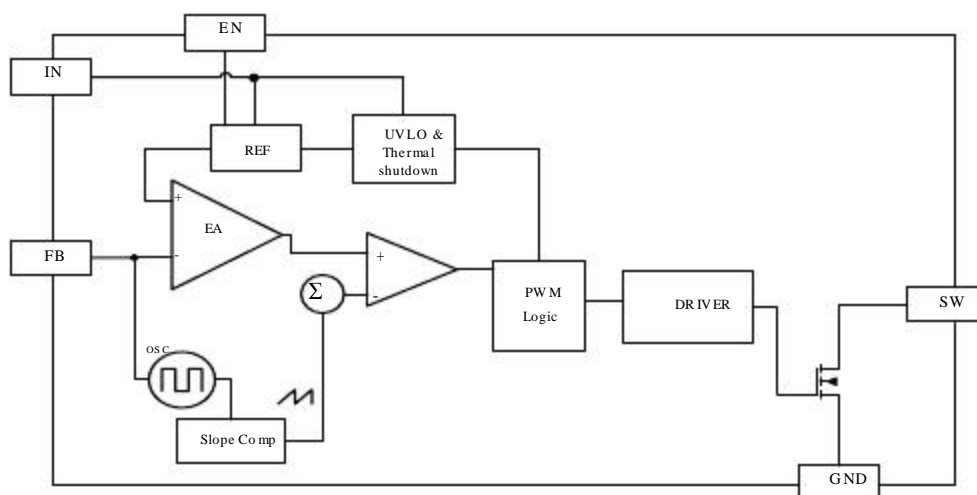 EN
IN
REF
UVLO &
Thermal
shutdown
+
EA
-
FB
+
-
Σ
PWM
Logic
DRIVER
SW
OSC
Slope Comp
GND